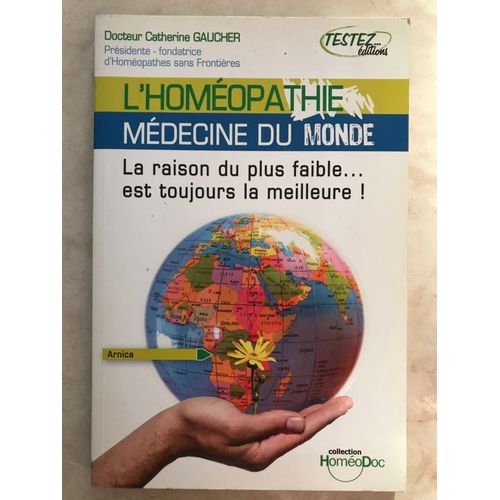 Docteur Catherine GAUCHER
Présidente - fondatrice
d'Homéopathes sans Frontières
TESTEZ...
éditions
L'HOMÉOPATHIE
MÉDECINE DU MONDE
La raison du plus faible...
est toujours la meilleure !
ETHIOPIA
Arnica
collection
HoméoDoc